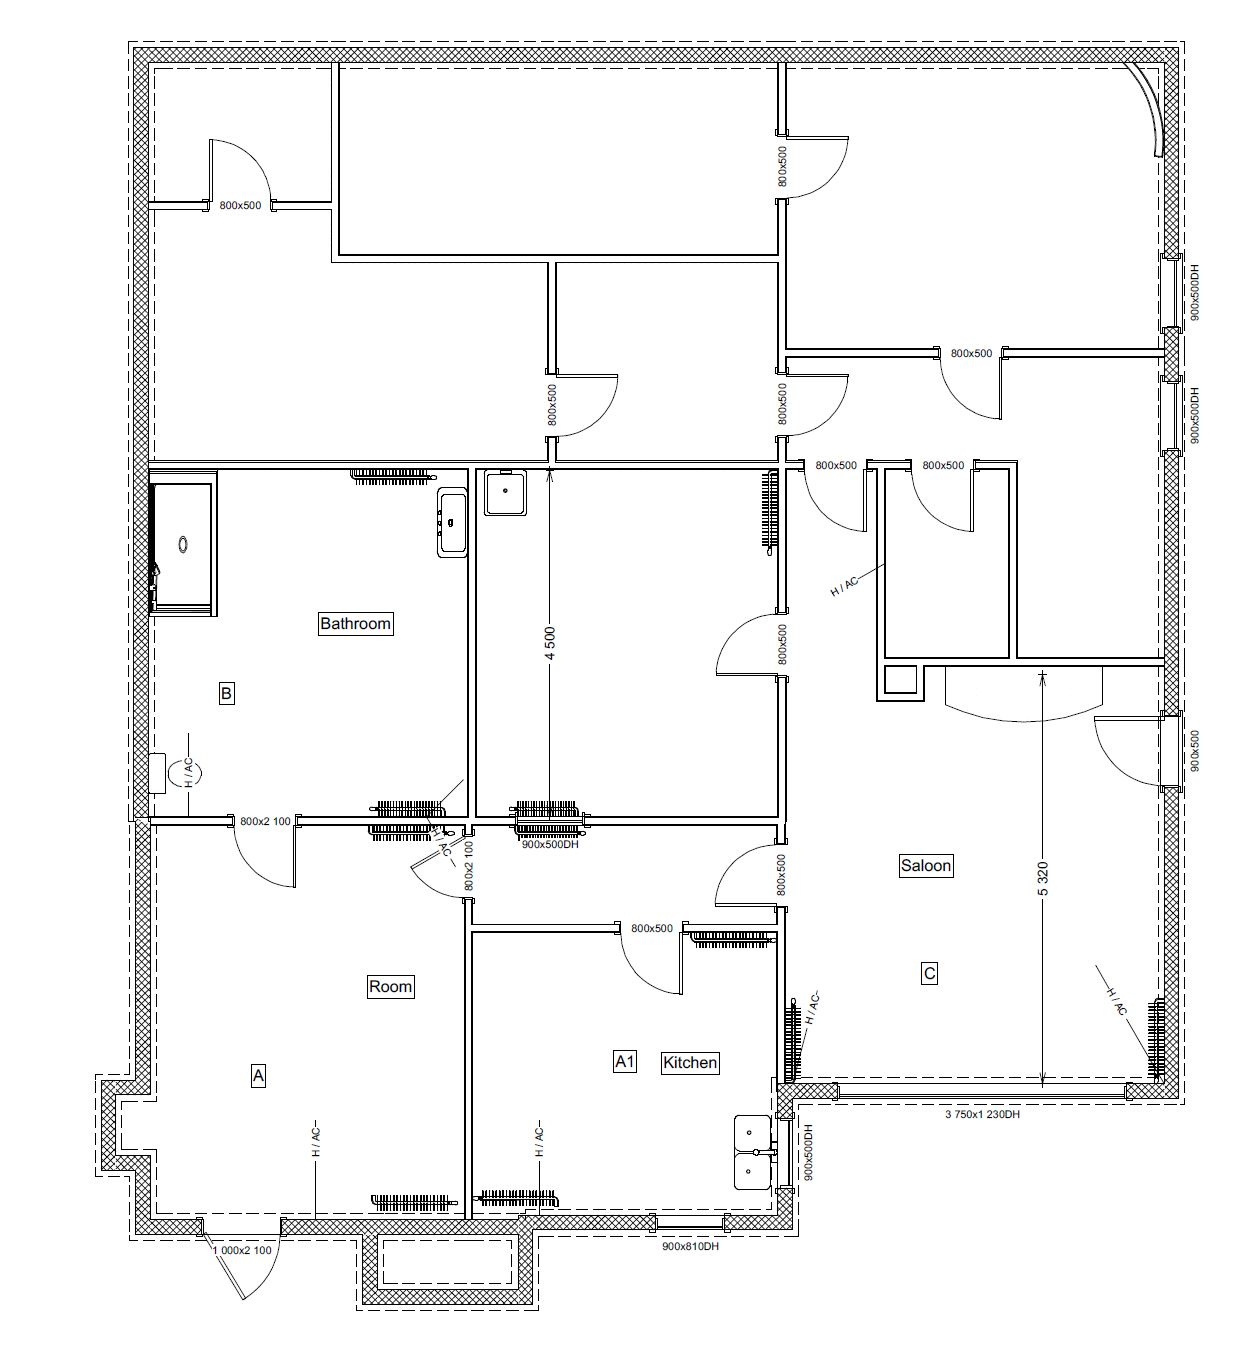 800x500
800x500
900x500DH
800x500
900x500DH
800x500
800x500
800x500
800x500
H / AC
Bathroom
4 500
800x500
B
900x500
H / AC
800x2 100
900x500DH
H / AC
800x2 100
800x500
Saloon
5 320
800x500
Room
C
H / AC
H / AC
A
A1
Kitchen
3 750x1 230DH
H / AC
H / AC
900x500DH
1 000x2 100
900x810DH